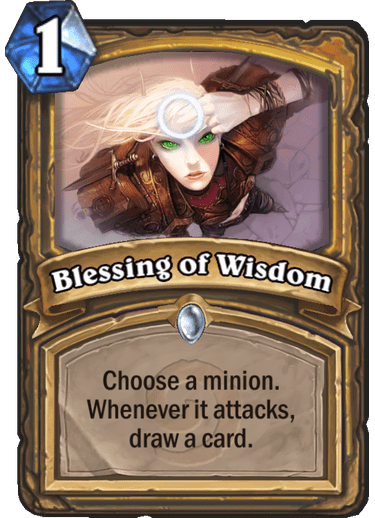 1
Blessing of Wisdom
Choose a minion.
Whenever it attacks,
draw a card.